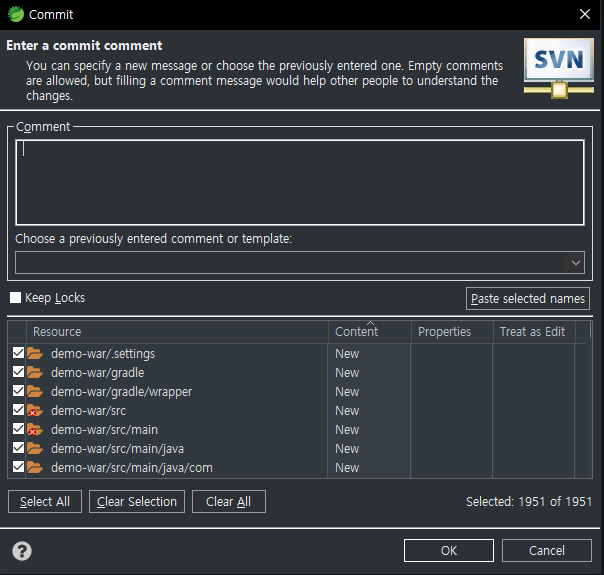 Commit
Enter a commit comment
You can specify a new message or choose the previously entered one. Empty comments
are allowed, but filling a comment message would help other people to understand the
changes.
SVN
Comment
Choose a previously entered comment or template:
Keep Locks
Paste selected names
Resource Content Properties Treat as Edit
demo-war/.settings New
demo-war/gradle New
demo-war/gradle/wrapper New
demo-war/src New
demo-war/src/main New
demo-war/src/main/java New
demo-war/src/main/java/com New
Select All Clear Selection Clear All Selected: 1951 of 1951
? OK Cancel